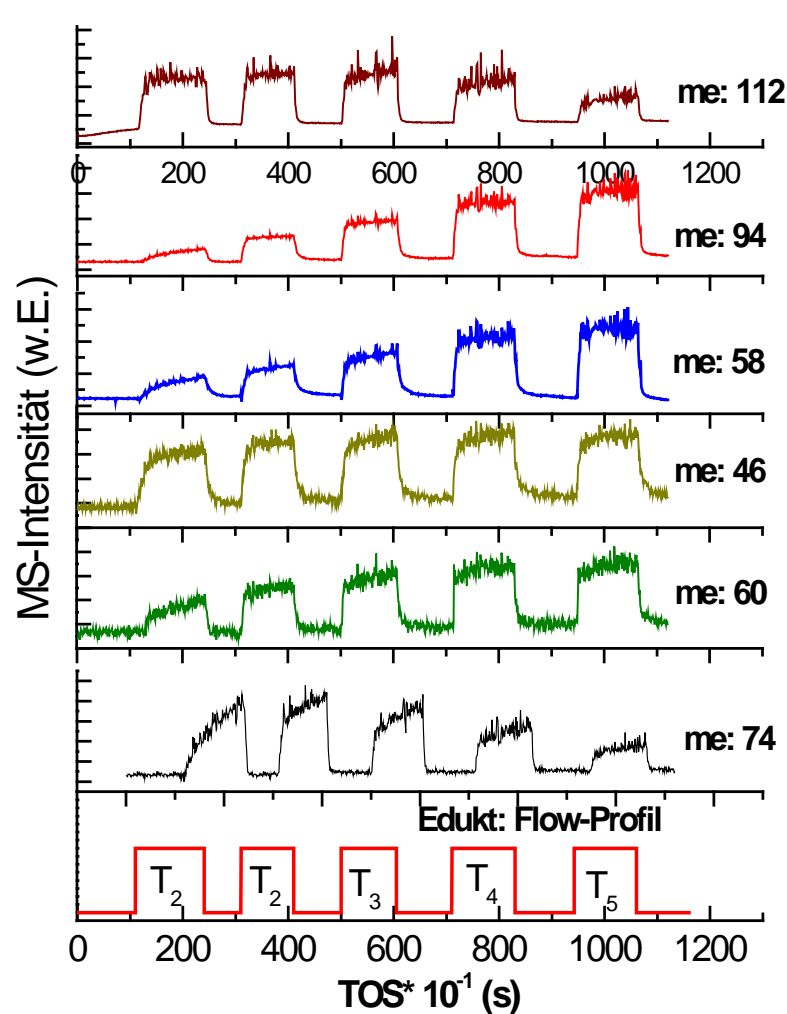 me: 112
0 200 400 600 800 1000 1200
me: 94
me: 58
me: 46
me: 60
me: 74
MS-Intensität (w.E.)
Edukt: Flow-Profil
T2 T2 T3 T4 T5
0 200 400 600 800 1000 1200
TOS* 10-1 (s)